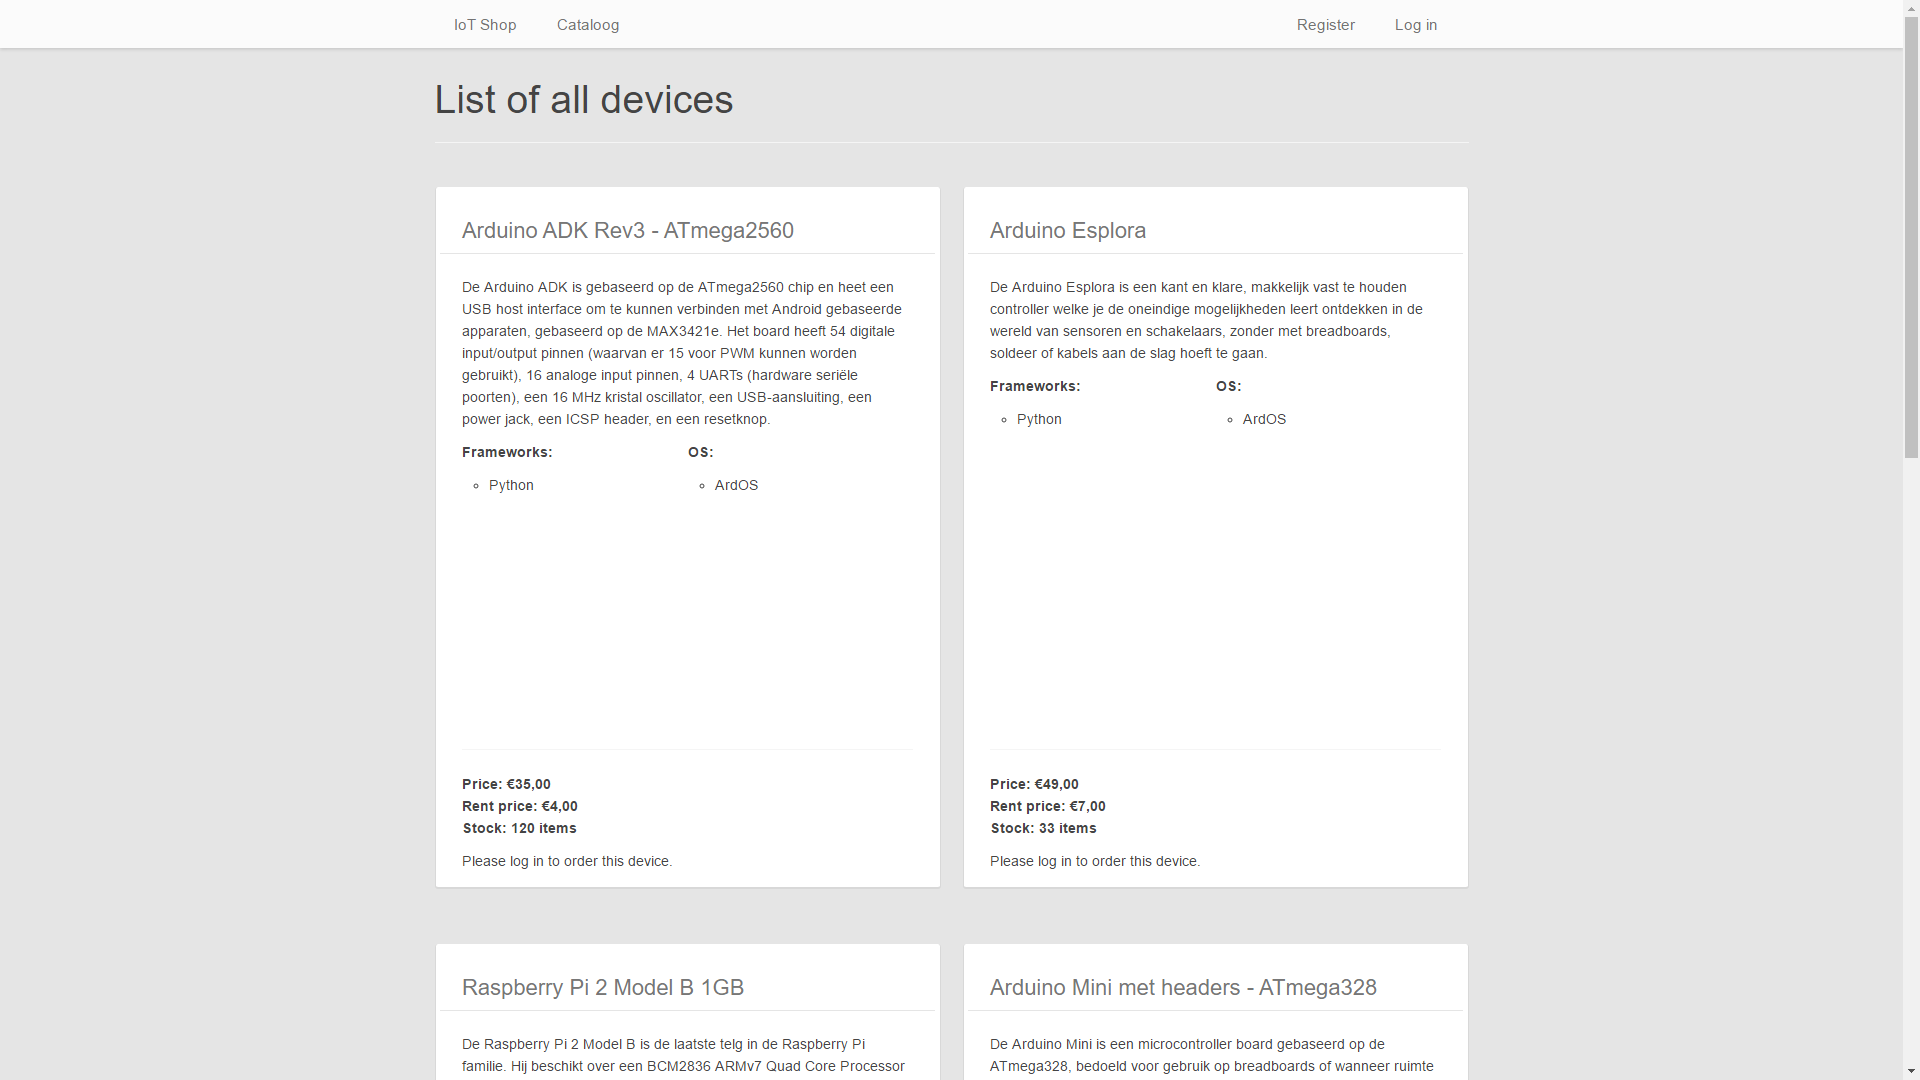 IoT Shop Cataloog Register Log in
List of all devices
Arduino ADK Rev3 - ATmega2560
De Arduino ADK is gebaseerd op de ATmega2560 chip en heet een
USB host interface om te kunnen verbinden met Android gebaseerde
apparaten, gebaseerd op de MAX3421e. Het board heeft 54 digitale
input/output pinnen (waarvan er 15 voor PWM kunnen worden
gebruikt), 16 analoge input pinnen, 4 UARTs (hardware seriële
poorten), een 16 MHz kristal oscillator, een USB-aansluiting, een
power jack, een ICSP header, en een resetknop.
Frameworks: OS:
Python ArdOS
Price: €35,00
Rent price: €4,00
Stock: 120 items
Please log in to order this device.
Arduino Esplora
De Arduino Esplora is een kant en klare, makkelijk vast te houden
controller welke je de oneindige mogelijkheden leert ontdekken in de
wereld van sensoren en schakelaars, zonder met breadboards,
soldeer of kabels aan de slag hoeft te gaan.
Frameworks: OS:
Python ArdOS
Price: €49,00
Rent price: €7,00
Stock: 33 items
Please log in to order this device.
Raspberry Pi 2 Model B 1GB
De Raspberry Pi 2 Model B is de laatste telg in de Raspberry Pi
familie. Hij beschikt over een BCM2836 ARMv7 Quad Core Processor
Arduino Mini met headers - ATmega328
De Arduino Mini is een microcontroller board gebaseerd op de
ATmega328, bedoeld voor gebruik op breadboards of wanneer ruimte